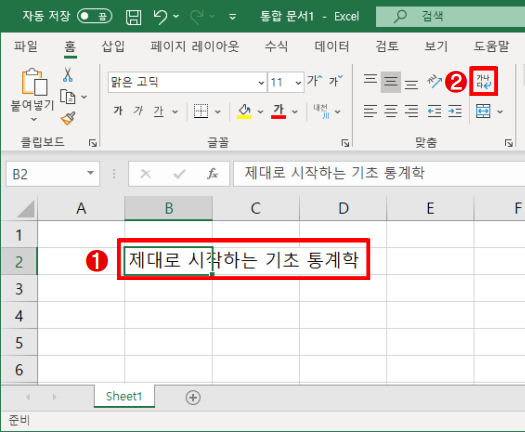 자동 저장 통합 문서1 - Excel 검색
파일 홈 삽입 페이지 레이아웃 수식 데이터 검토 보기 도움말
붙여넣기
맑은 고딕 11 가 가
가 가 가 가 내천
2 가나다
클립보드 글꼴 맞춤
B2 fx 제대로 시작하는 기초 통계학
A B C D E F
1
2 1 제대로 시작하는 기초 통계학
3
4
5
6
Sheet1
준비